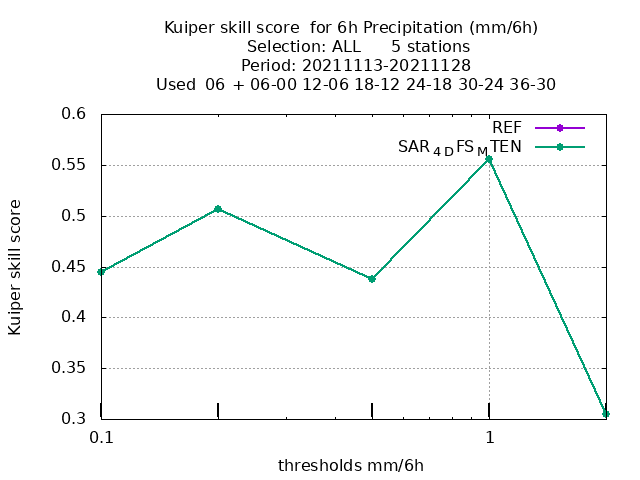 Kuiper skill score  for 6h Precipitation (mm/6h)
Selection: ALL      5 stations
Period: 20211113-20211128
Used  06 + 06-00 12-06 18-12 24-18 30-24 36-30
REF
SAR4DFSMTEN
0.6
0.55
0.5
0.45
0.4
0.35
0.3
Kuiper skill score
0.1
1
thresholds mm/6h